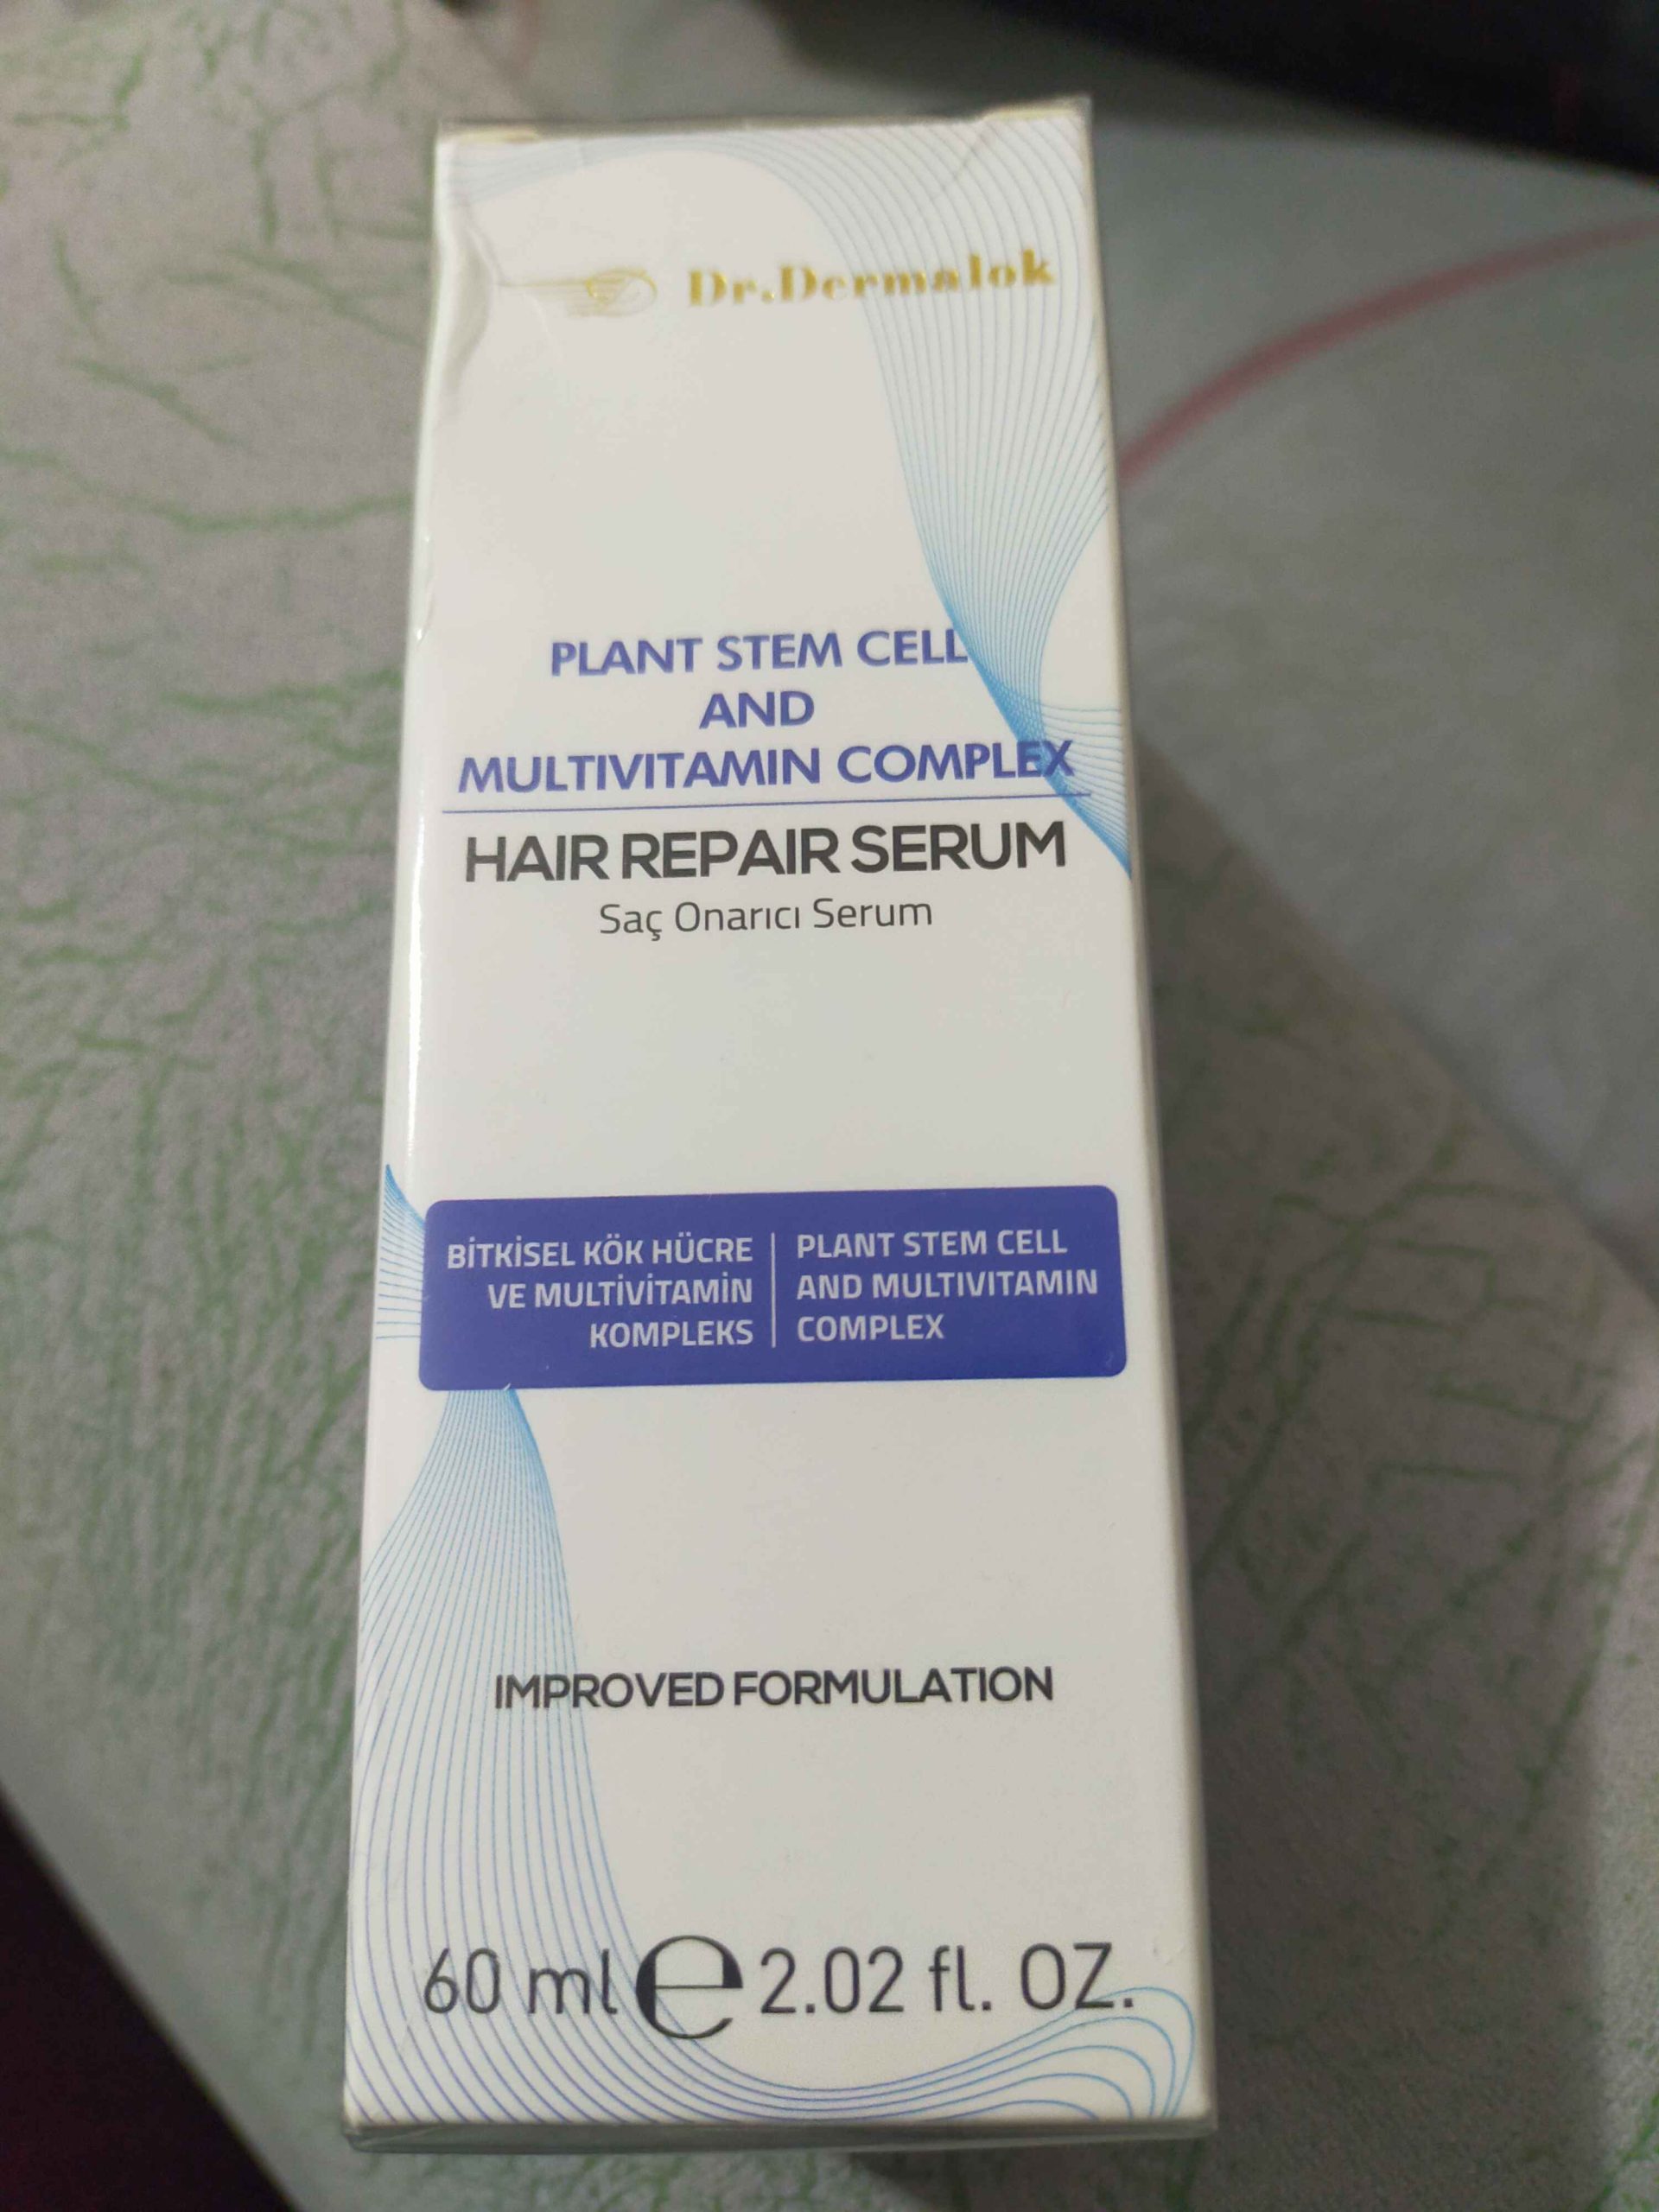 Dr.Dermalok
PLANT STEM CELL
AND
MULTIVITAMIN COMPLEX
HAIR REPAIR SERUM
Saç Onarıcı Serum
BİTKİSEL KÖK HÜCRE
VE MULTİVİTAMİN
KOMPLEKS
PLANT STEM CELL
AND MULTIVITAMIN
COMPLEX
IMPROVED FORMULATION
60 ml e 2.02 fl. OZ.